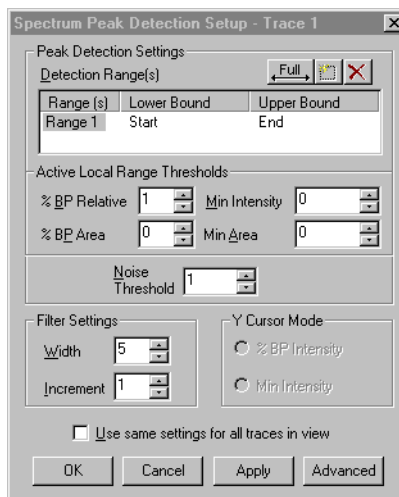 Spectrum Peak Detection Setup - Trace 1
Peak Detection Settings
Detection Range(s) Full
Range (s) Lower Bound Upper Bound
Range 1 Start End
Active Local Range Thresholds
% BP Relative 1 Min Intensity 0
% BP Area 0 Min Area 0
Noise Threshold 1
Filter Settings
Width 5
Increment 1
Y Cursor Mode
% BP Intensity
Min Intensity
Use same settings for all traces in view
OK Cancel Apply Advanced